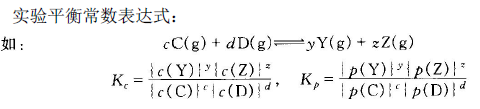 实验平衡常数表达式：
如： cC(g) + dD(g) ⇌ yY(g) + zZ(g)
K_c = {c(Y)}^y{c(Z)}^z / {c(C)}^c{c(D)}^d , K_p = {p(Y)}^y{p(Z)}^z / {p(C)}^c{p(D)}^d